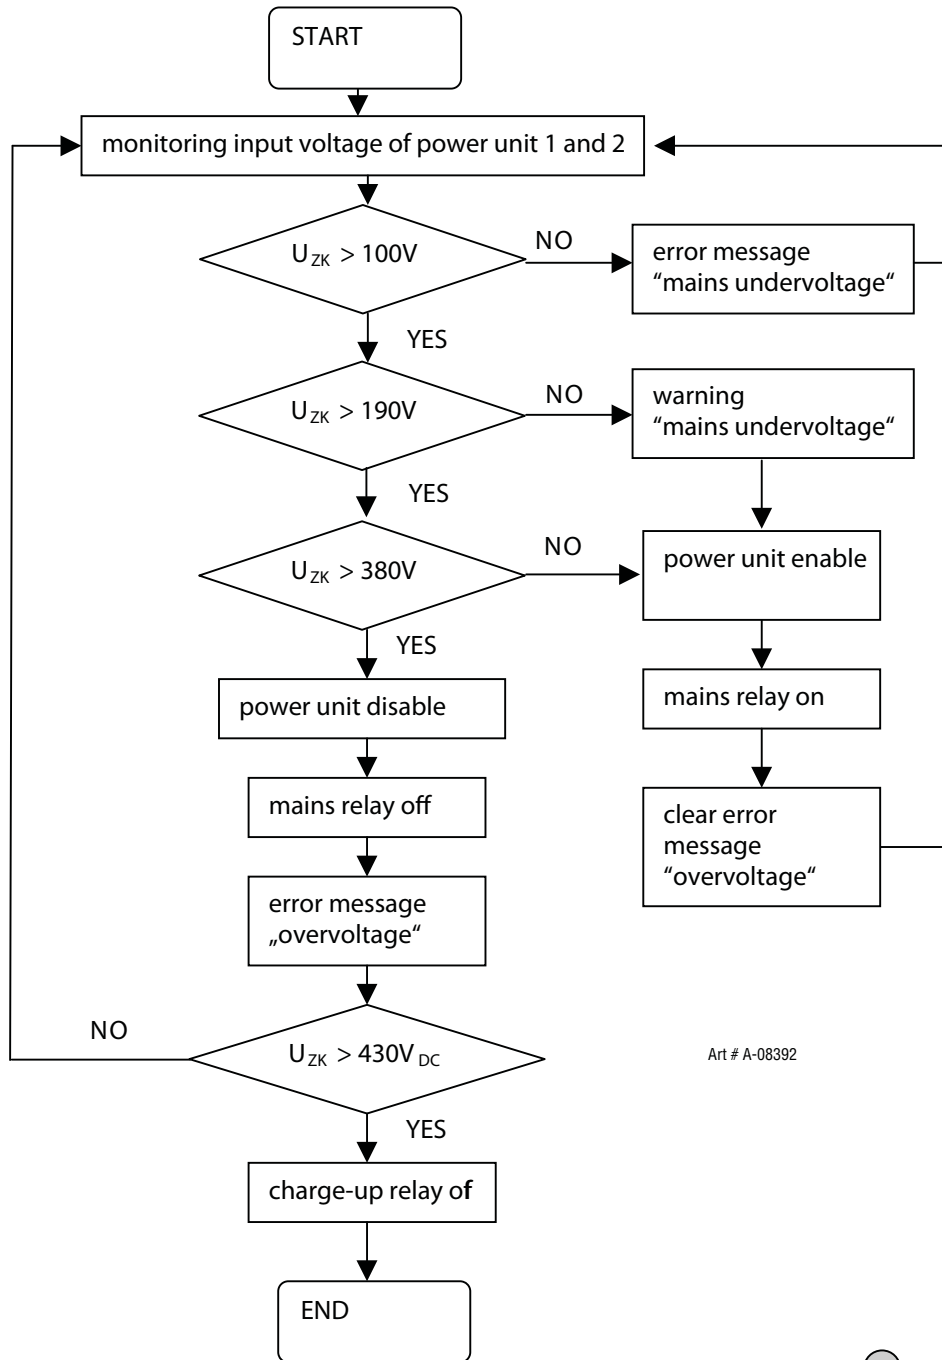 START
monitoring input voltage of power unit 1 and 2
U ZK > 100V
NO
error message
“mains undervoltage“
YES
U ZK > 190V
NO
warning
“mains undervoltage“
YES
U ZK > 380V
NO
power unit enable
YES
power unit disable
mains relay on
mains relay off
clear error
message
“overvoltage“
error message
„overvoltage“
NO
U ZK > 430V DC
Art # A-08392
YES
charge-up relay of
END